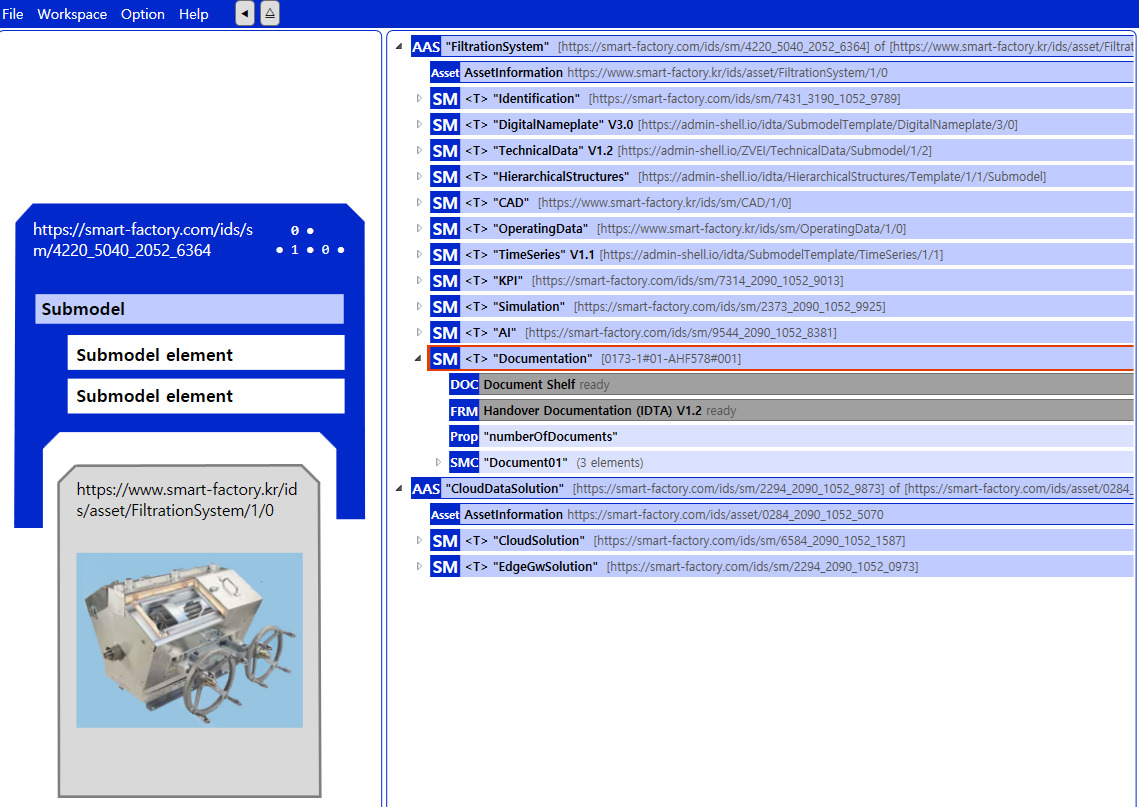 File Workspace Option Help
https://smart-factory.com/ids/s
m/4220_5040_2052_6364
0
1 0
Submodel
Submodel element
Submodel element
https://www.smart-factory.kr/id
s/asset/FiltrationSystem/1/0
AAS "FiltrationSystem" [https://smart-factory.com/ids/sm/4220_5040_2052_6364] of [https://www.smart-factory.kr/ids/asset/Filtrat
Asset AssetInformation https://www.smart-factory.kr/ids/asset/FiltrationSystem/1/0
SM <T> "Identification" [https://smart-factory.com/ids/sm/7431_3190_1052_9789]
SM <T> "DigitalNameplate" V3.0 [https://admin-shell.io/idta/SubmodelTemplate/DigitalNameplate/3/0]
SM <T> "TechnicalData" V1.2 [https://admin-shell.io/ZVEI/TechnicalData/Submodel/1/2]
SM <T> "HierarchicalStructures" [https://admin-shell.io/idta/HierarchicalStructures/Template/1/1/Submodel]
SM <T> "CAD" [https://www.smart-factory.kr/ids/sm/CAD/1/0]
SM <T> "OperatingData" [https://www.smart-factory.kr/ids/sm/OperatingData/1/0]
SM <T> "TimeSeries" V1.1 [https://admin-shell.io/idta/SubmodelTemplate/TimeSeries/1/1]
SM <T> "KPI" [https://smart-factory.com/ids/sm/7314_2090_1052_9013]
SM <T> "Simulation" [https://smart-factory.com/ids/sm/2373_2090_1052_9925]
SM <T> "AI" [https://smart-factory.com/ids/sm/9544_2090_1052_8381]
SM <T> "Documentation" [0173-1#01-AHF578#001]
DOC Document Shelf ready
FRM Handover Documentation (IDTA) V1.2 ready
Prop "numberOfDocuments"
SMC "Document01" (3 elements)
AAS "CloudDataSolution" [https://smart-factory.com/ids/sm/2294_2090_1052_9873] of [https://smart-factory.com/ids/asset/0284_
Asset AssetInformation https://smart-factory.com/ids/asset/0284_2090_1052_5070
SM <T> "CloudSolution" [https://smart-factory.com/ids/sm/6584_2090_1052_1587]
SM <T> "EdgeGwSolution" [https://smart-factory.com/ids/sm/2294_2090_1052_0973]